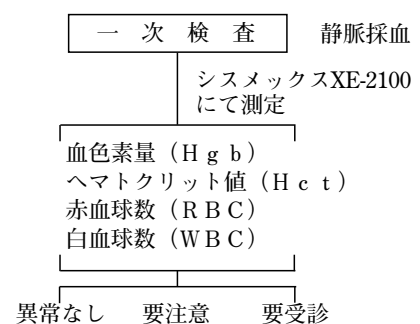 一次検査　静脈採血
シスメックスXE-2100
にて測定
血色素量（Ｈｇｂ）
ヘマトクリット値（Ｈｃｔ）
赤血球数（ＲＢＣ）
白血球数（ＷＢＣ）
異常なし　要注意　要受診